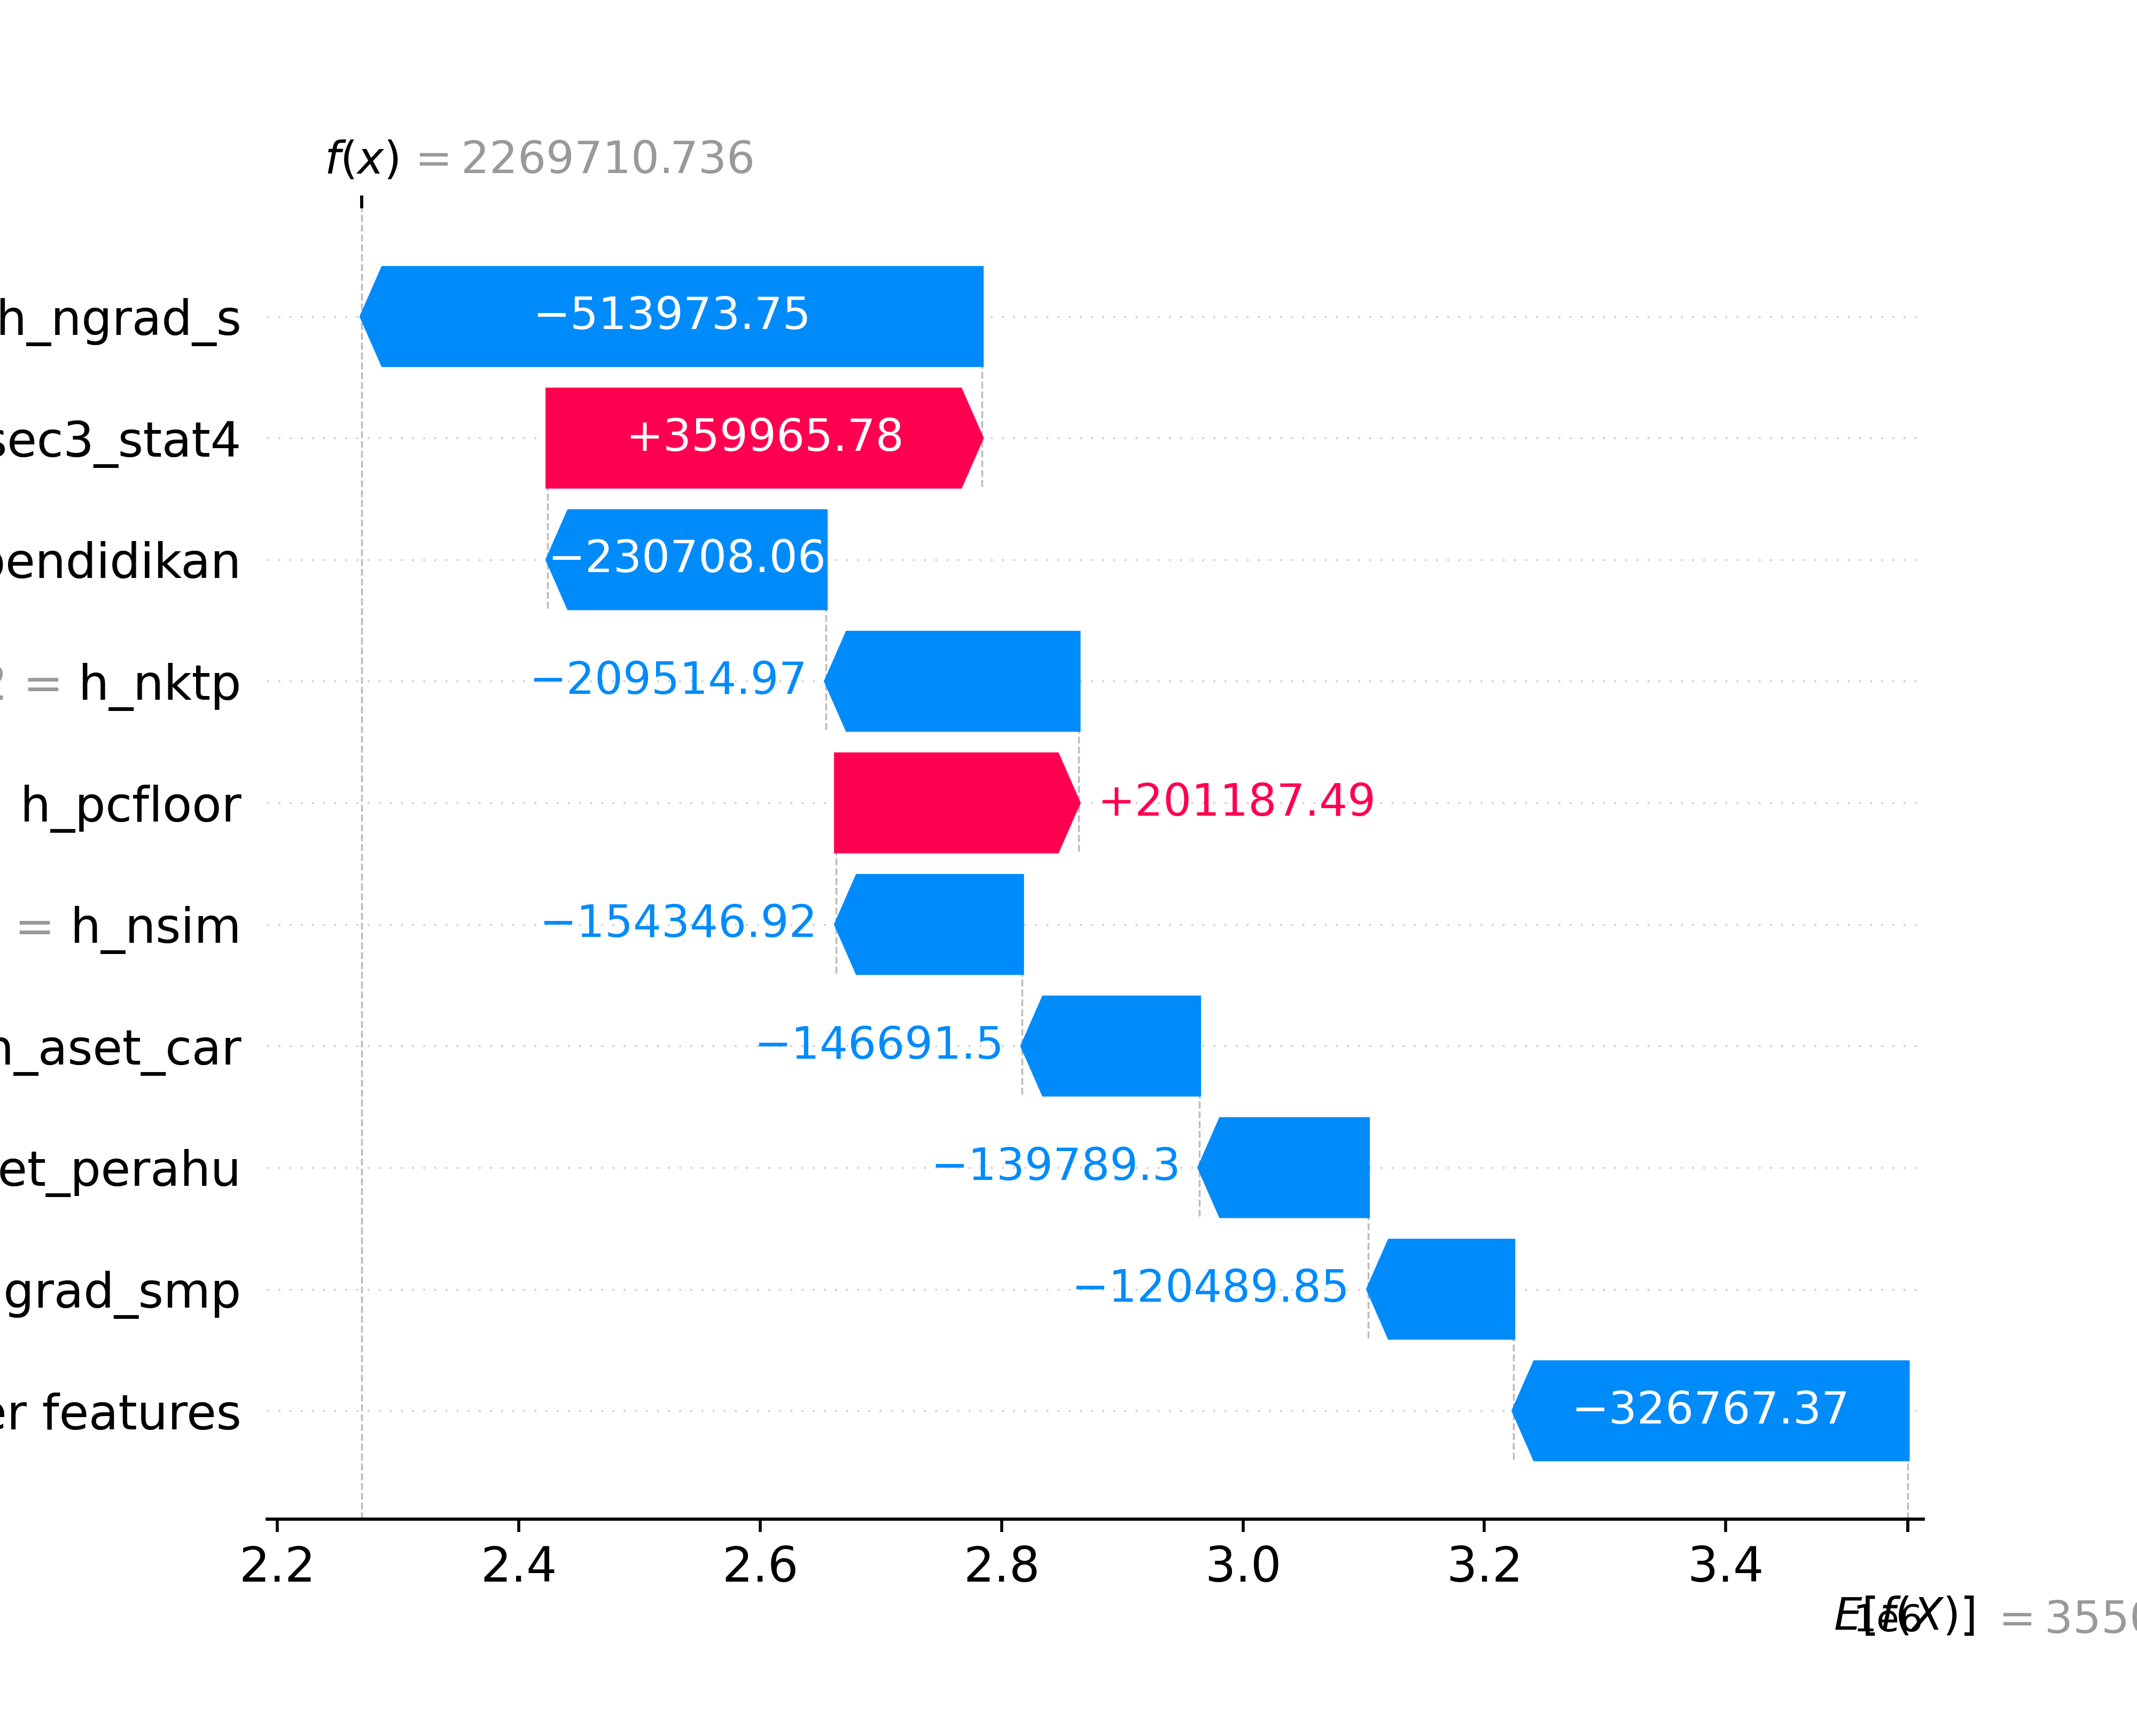 f(x) = 2269710.736
h_ngrad_s −513973.75
sec3_stat4 +359965.78
pendidikan −230708.06
= h_nktp −209514.97
h_pcfloor +201187.49
= h_nsim −154346.92
h_aset_car −146691.5
et_perahu −139789.3
grad_smp −120489.85
er features −326767.37
2.2 2.4 2.6 2.8 3.0 3.2 3.4
1e6
E[f(X)] = 355